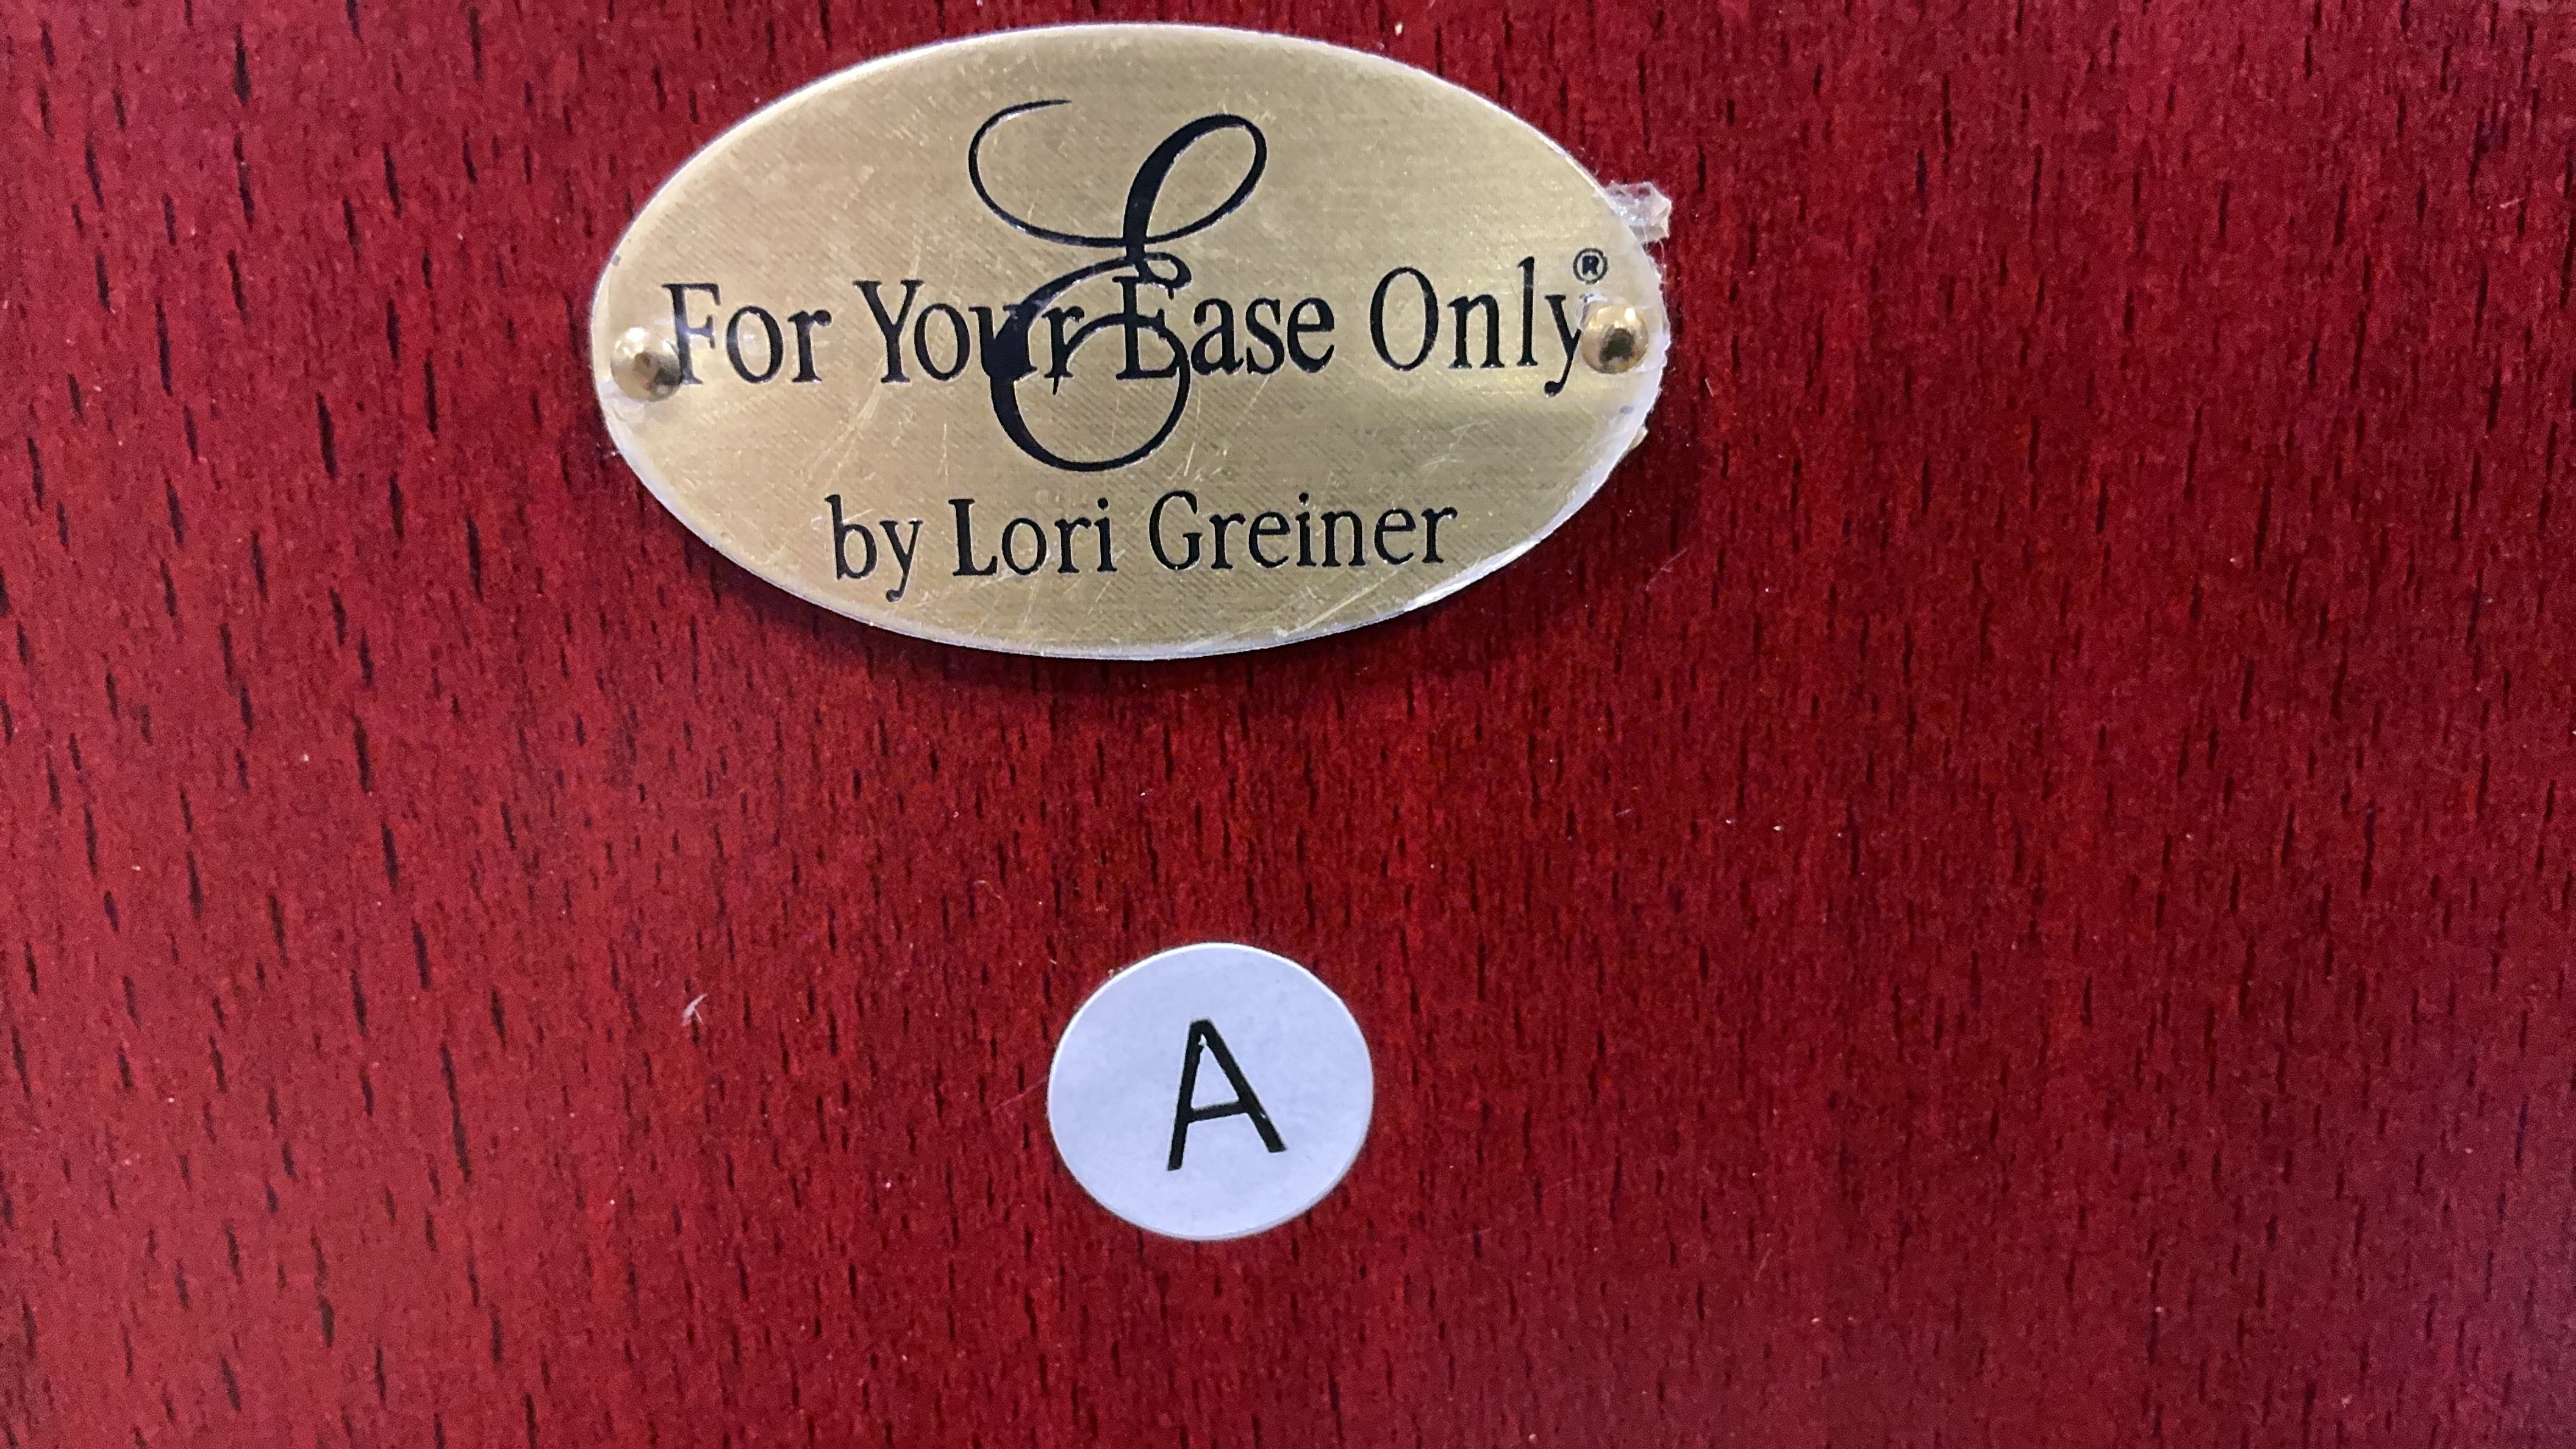 E
For Your Ease Only®
by Lori Greiner
A